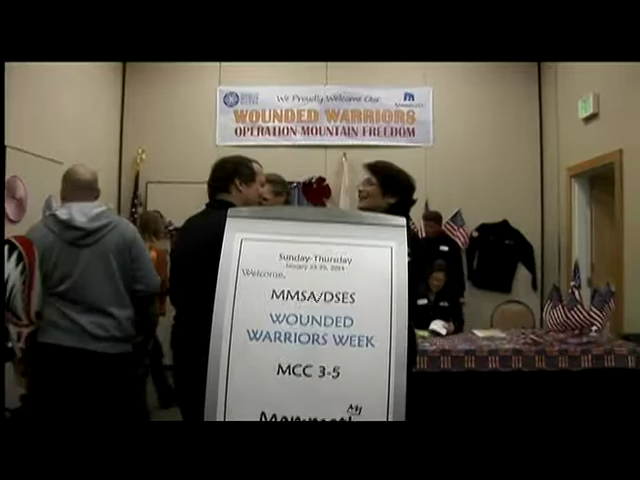 We Proudly Welcome Our
WOUNDED WARRIORS
OPERATION MOUNTAIN FREEDOM
Sunday-Thursday
Welcome,
MMSA/DSES
WOUNDED
WARRIORS WEEK
MCC 3-5